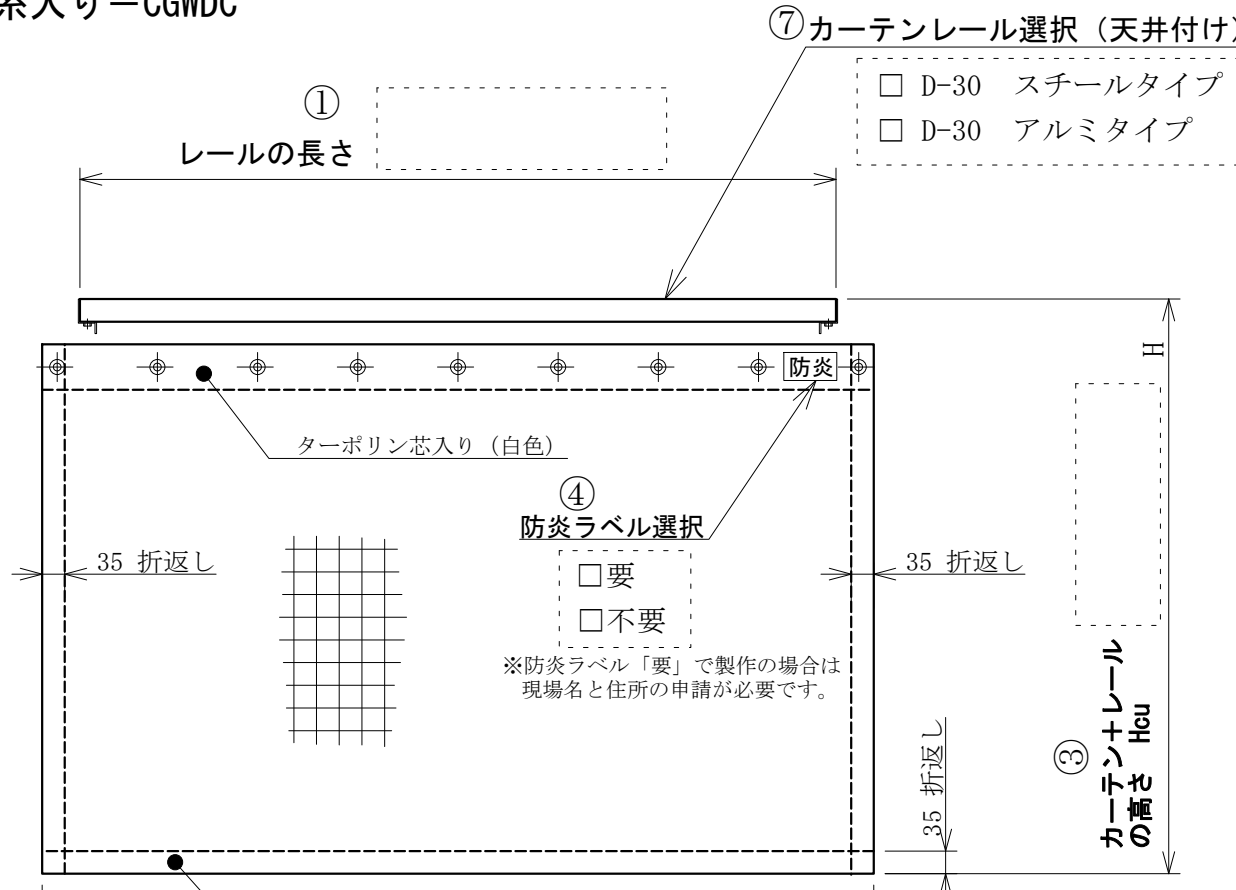 糸入り－CGWDC
⑦カーテンレール選択（天井付け）
□ D-30 スチールタイプ
□ D-30 アルミタイプ
①
レールの長さ
防炎
ターポリン芯入り（白色）
④
防炎ラベル選択
□要
□不要
※防炎ラベル「要」で製作の場合は
現場名と住所の申請が必要です。
35 折返し
35 折返し
35 折返し
H
③
カーテン＋レール
の高さ Hcu